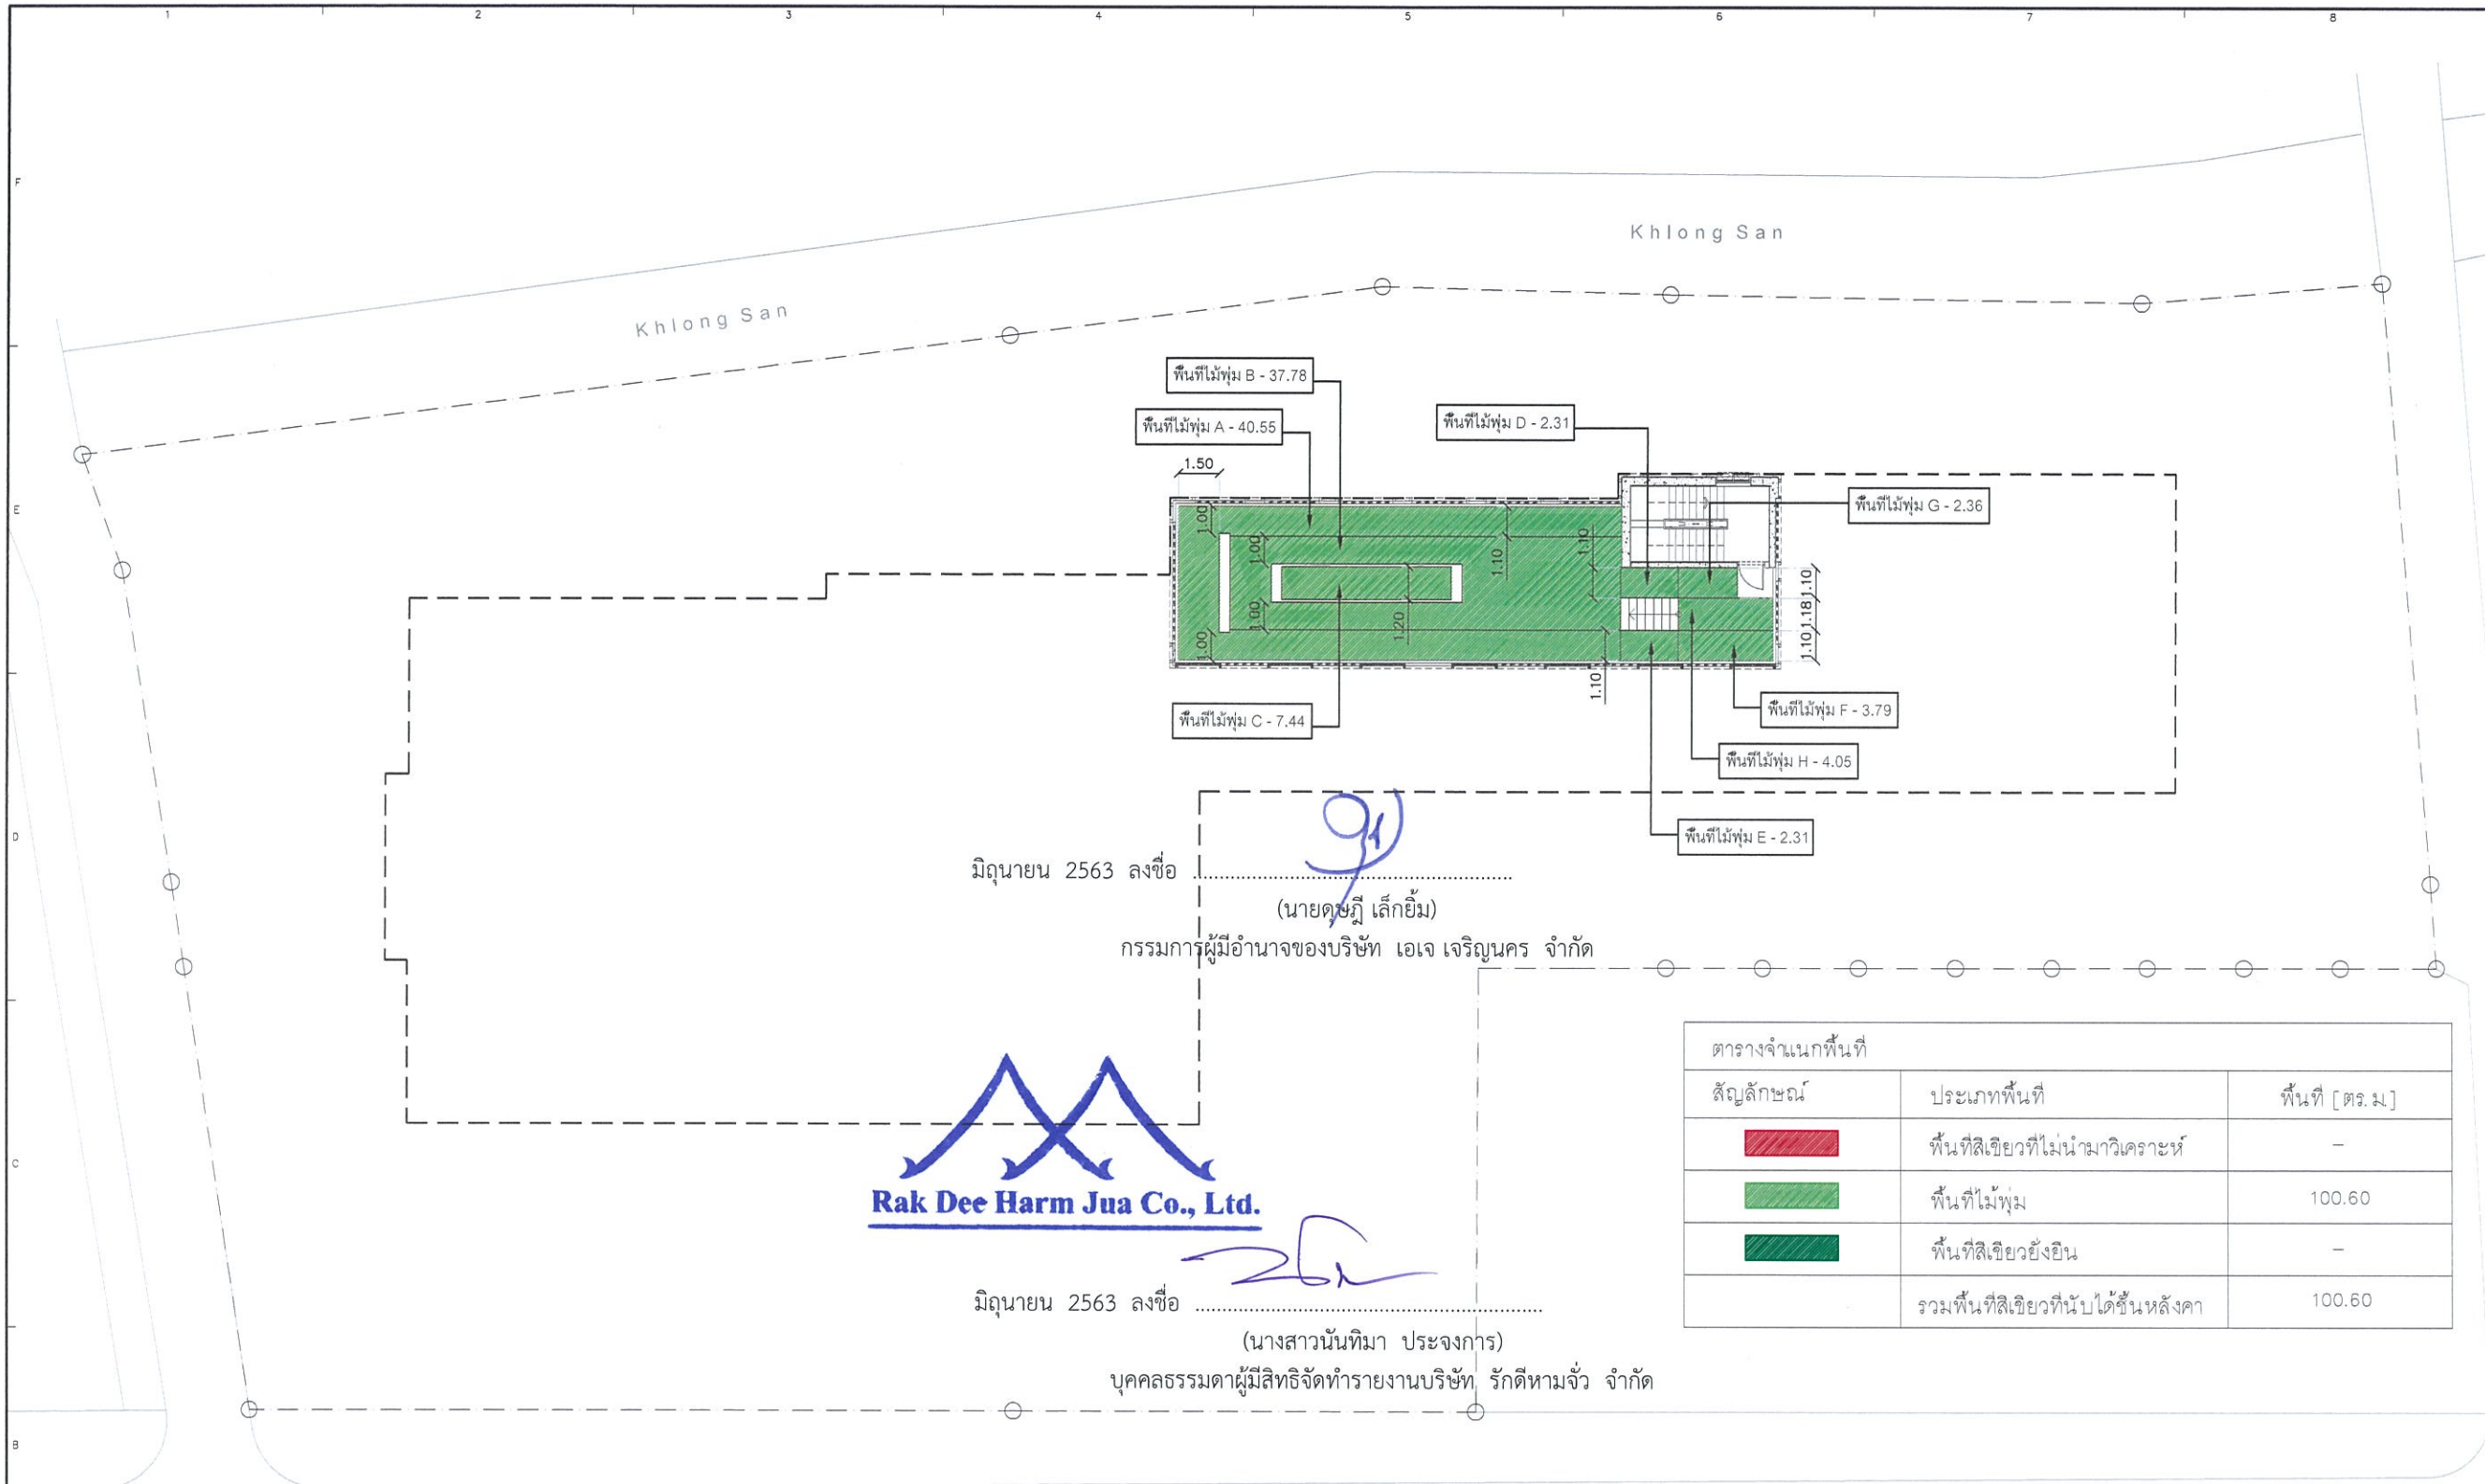 1 2 3 4 5 6 7 8
F
Khlong San
Khlong San
พื้นที่ไม้พุ่ม B - 37.78
พื้นที่ไม้พุ่ม A - 40.55
พื้นที่ไม้พุ่ม D - 2.31
1.50
พื้นที่ไม้พุ่ม G - 2.36
E
1.00
1.00
1.10
1.10
1.10
1.00
1.20
1.18
1.00
1.10
1.10
พื้นที่ไม้พุ่ม C - 7.44
พื้นที่ไม้พุ่ม F - 3.79
พื้นที่ไม้พุ่ม H - 4.05
D
พื้นที่ไม้พุ่ม E - 2.31
มิถุนายน 2563 ลงชื่อ
(นายดุษฎี เล็กยิ้ม)
กรรมการผู้มีอำนาจของบริษัท เอเจ เจริญนคร จำกัด
ตารางจำแนกพื้นที่
สัญลักษณ์ ประเภทพื้นที่ พื้นที่ [ตร.ม.]
พื้นที่สีเขียวที่ไม่นำมาวิเคราะห์ –
C
พื้นที่ไม้พุ่ม 100.60
พื้นที่สีเขียวยั่งยืน –
รวมพื้นที่สีเขียวที่นับได้ชั้นหลังคา 100.60
Rak Dee Harm Jua Co., Ltd.
มิถุนายน 2563 ลงชื่อ
(นางสาวนันทิมา ประจงการ)
บุคคลธรรมดาผู้มีสิทธิจัดทำรายงานบริษัท รักดีหามจั่ว จำกัด
B